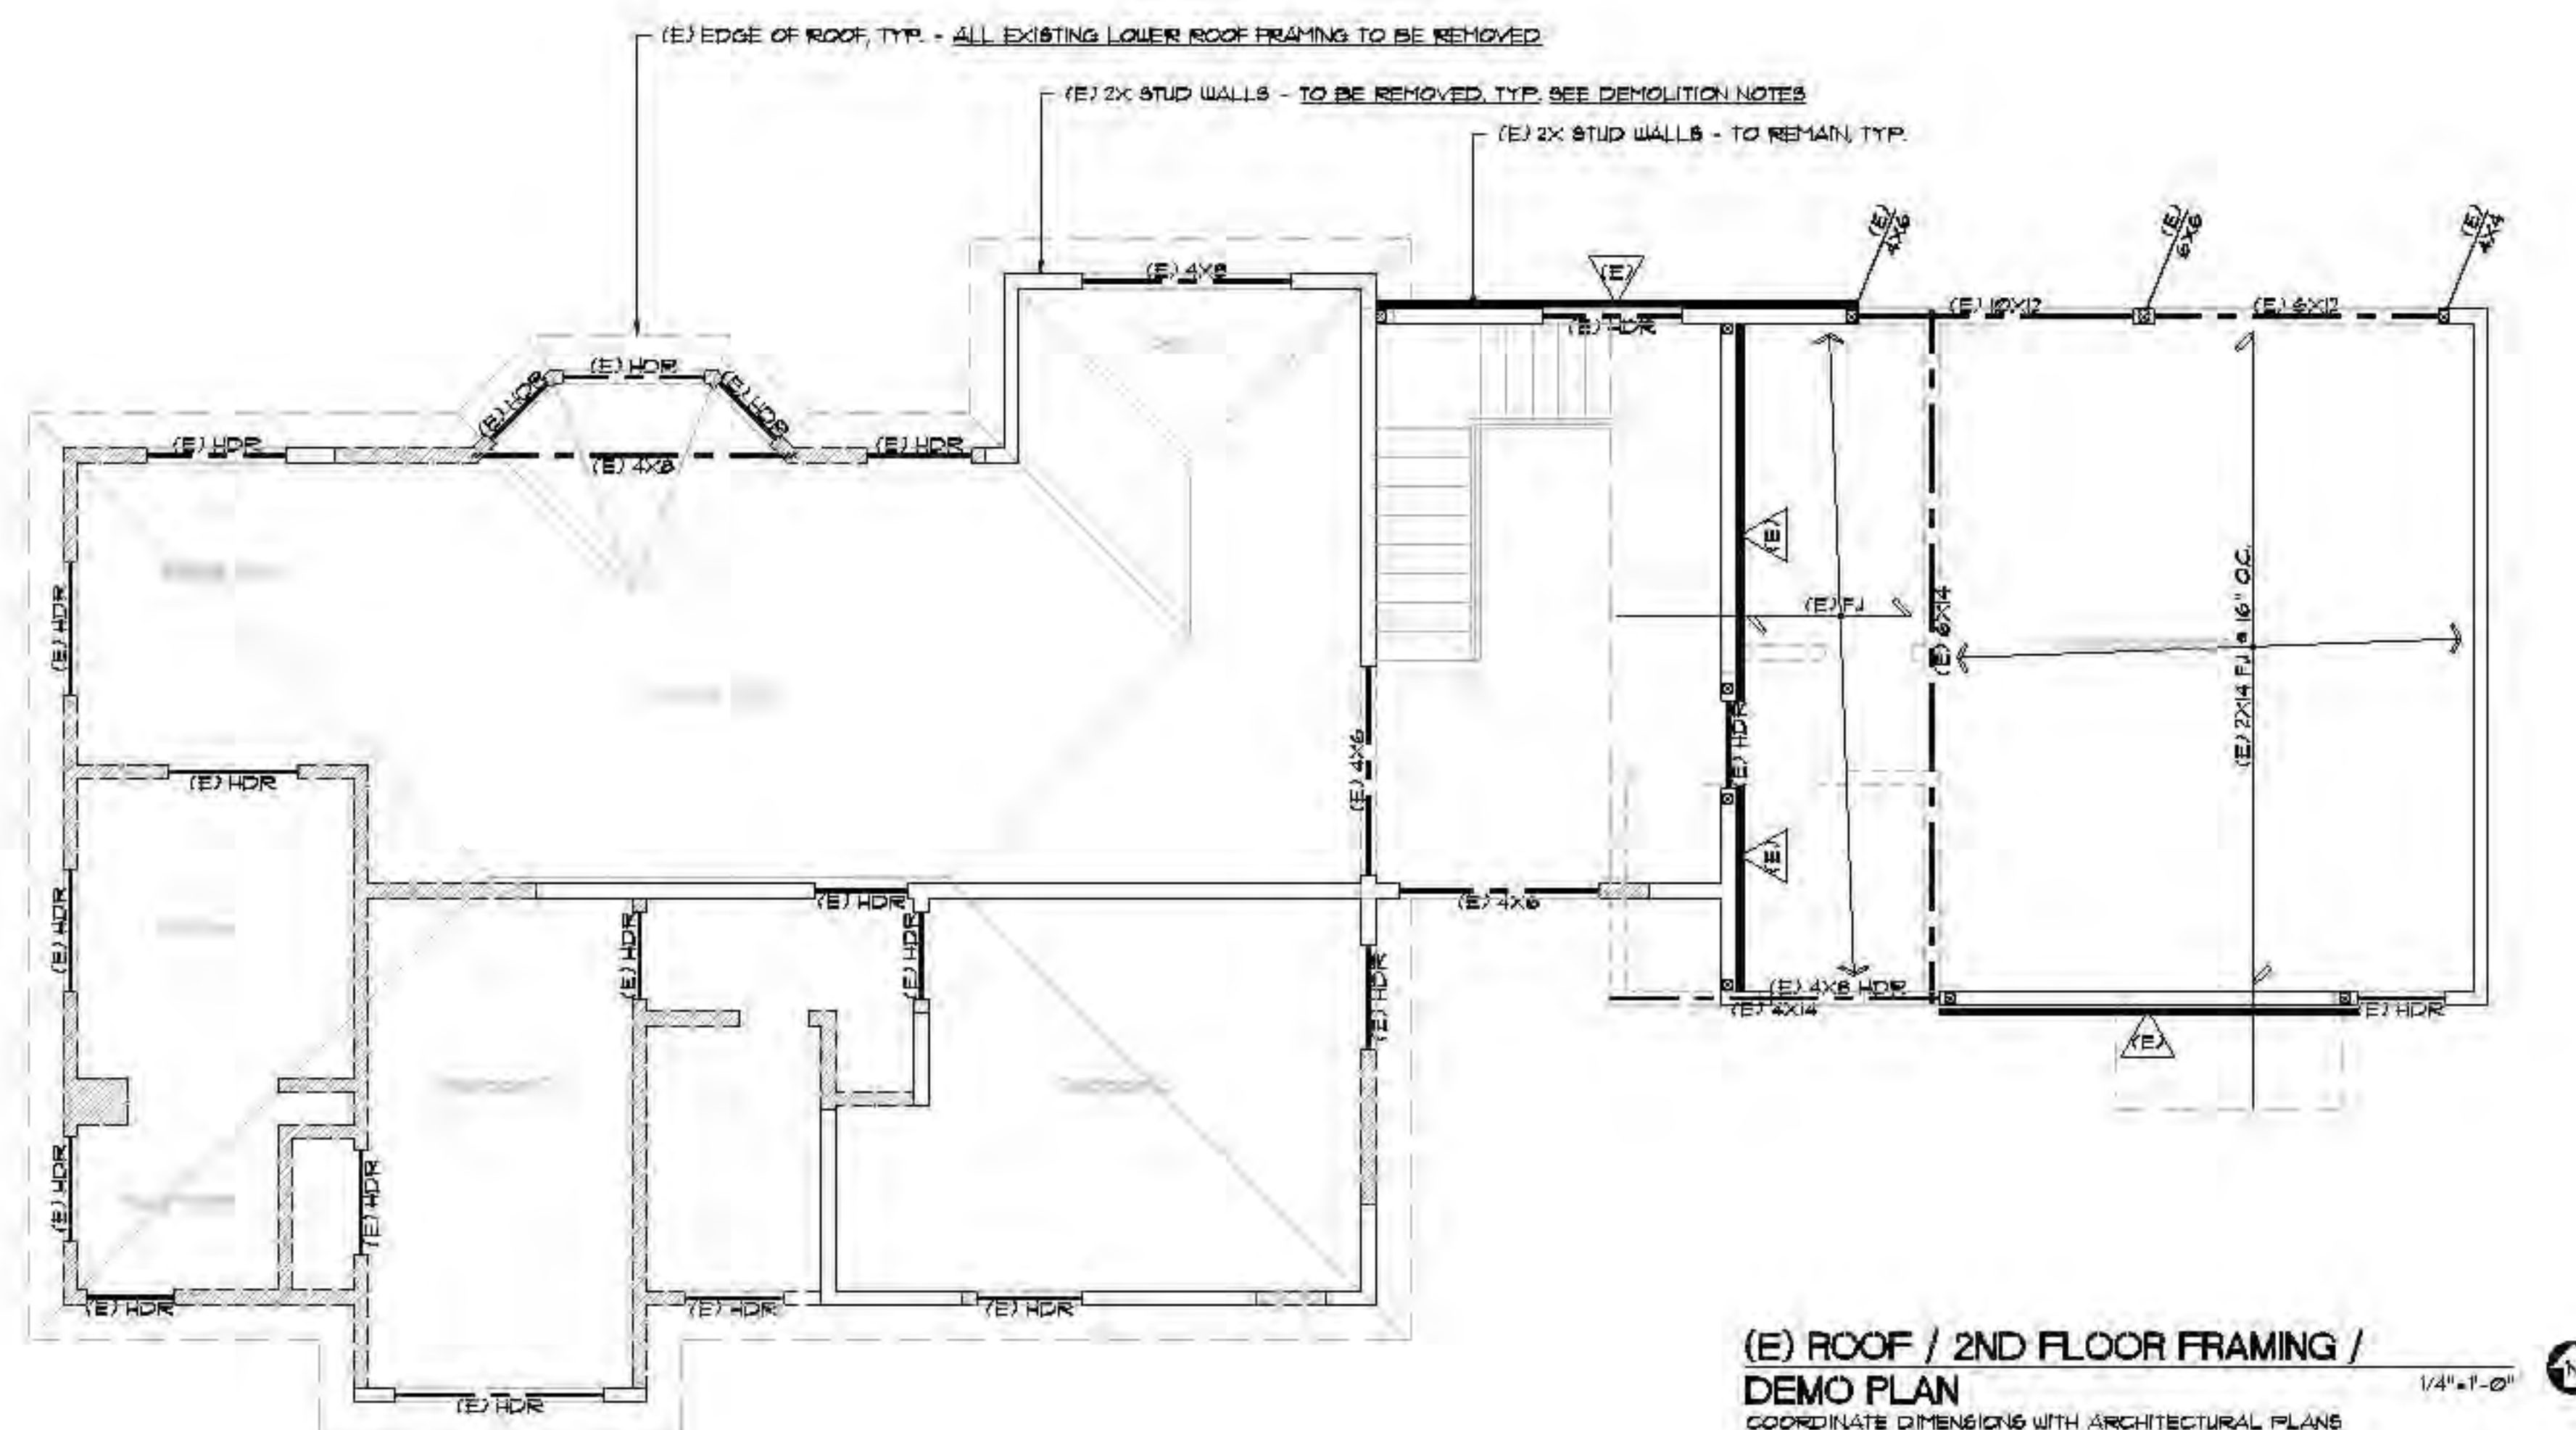 (E) EDGE OF ROOF, TYP. - ALL EXISTING LOWER ROOF FRAMING TO BE REMOVED
(E) 2X STUD WALLS - TO BE REMOVED, TYP. SEE DEMOLITION NOTES
(E) 2X STUD WALLS - TO REMAIN, TYP.
(E) 4X6
(E) 6X6
(E) 4X4
(E)
(E) 4X8
(E) HDR
(E) 10X12
(E) 6X12
(E) HDR
(E) HDR
(E) HDR
(E) HDR
(E) 4X8
(E) HDR
(E)
(E) HDR
(E) FJ
(E) 6X14
(E) 2X14 FJ @ 16" O.C.
(E) HDR
(E) 4X6
(E) HDR
(E)
(E) HDR
(E) HDR
(E) HDR
(E) HDR
(E) 4X6
(E) HDR
(E) 4X8 HDR
(E) 4X14
(E) HDR
(E)
(E) HDR
(E) HDR
(E) HDR
(E) HDR
(E) HDR
(E) HDR
(E) ROOF / 2ND FLOOR FRAMING /
DEMO PLAN
1/4"=1'-0"
COORDINATE DIMENSIONS WITH ARCHITECTURAL PLANS